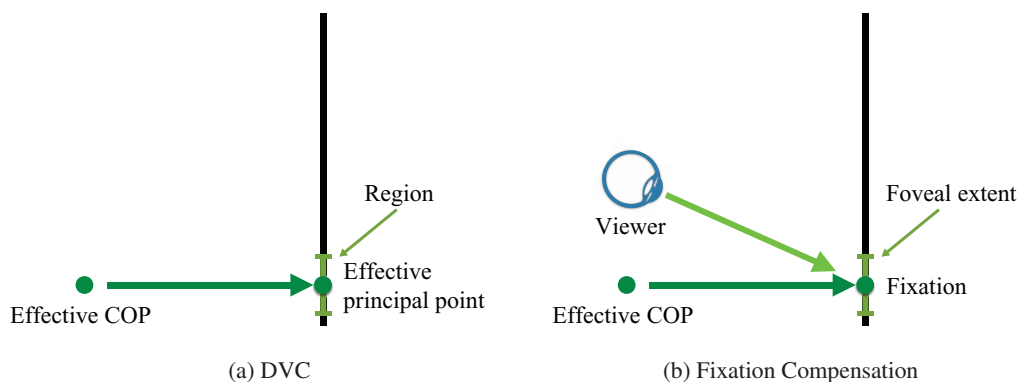 Region
Effective
principal point
Effective COP
(a) DVC
Viewer
Foveal extent
Fixation
Effective COP
(b) Fixation Compensation